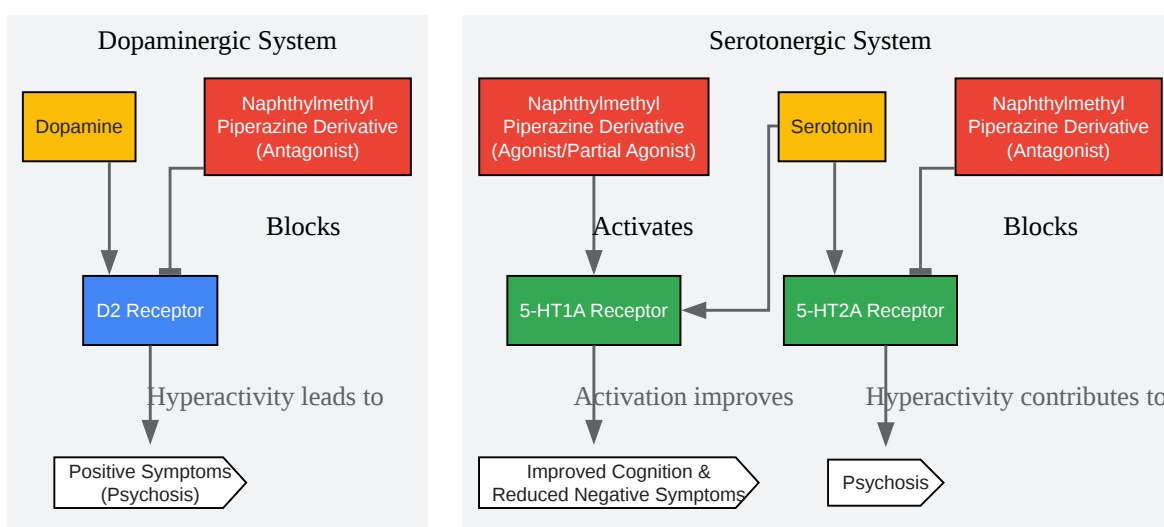 Dopaminergic System
Dopamine
Naphthylmethyl
Piperazine Derivative
(Antagonist)
Blocks
D2 Receptor
Hyperactivity leads to
Positive Symptoms
(Psychosis)
Serotonergic System
Naphthylmethyl
Piperazine Derivative
(Agonist/Partial Agonist)
Serotonin
Naphthylmethyl
Piperazine Derivative
(Antagonist)
Activates
Blocks
5-HT1A Receptor
5-HT2A Receptor
Activation improves
Hyperactivity contributes to
Improved Cognition &
Reduced Negative Symptoms
Psychosis